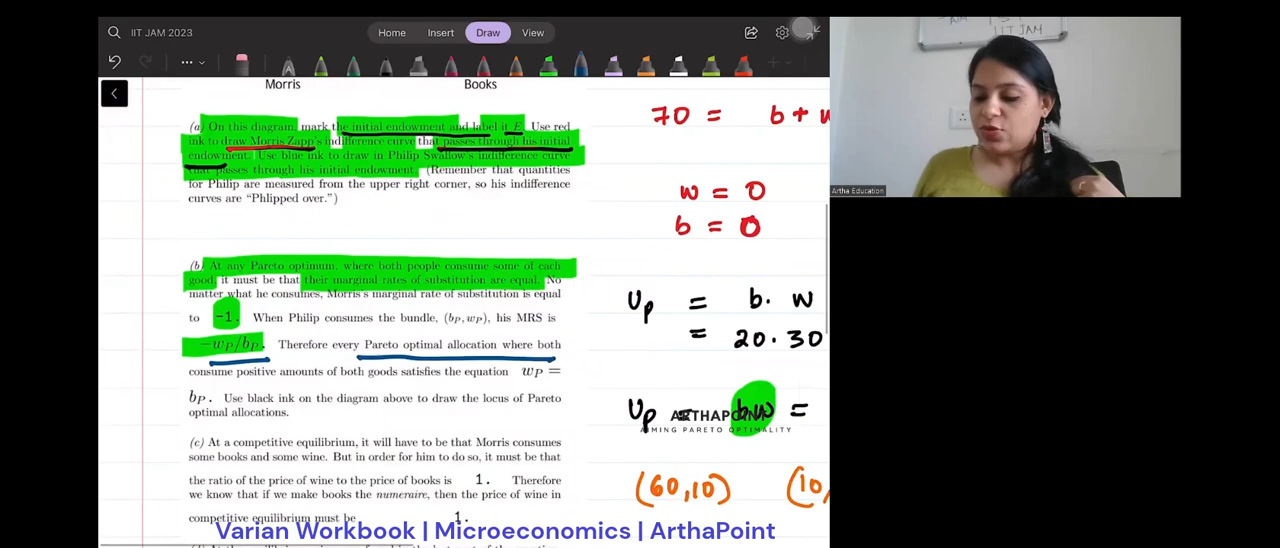 IIT JAM 2023
Home Insert Draw View
Morris Books
(a) On this diagram, mark the initial endowment and label it E. Use red
ink to draw Morris Zapp's indifference curve that passes through his initial
endowment. Use blue ink to draw in Philip Swallow's indifference curve
that passes through his initial endowment. (Remember that quantities
for Philip are measured from the upper right corner, so his indifference
curves are “Phlipped over.”)
(b) At any Pareto optimum, where both people consume some of each
good, it must be that their marginal rates of substitution are equal. No
matter what he consumes, Morris's marginal rate of substitution is equal
to -1. When Philip consumes the bundle, (bP, wP), his MRS is
-wP/bP. Therefore every Pareto optimal allocation where both
consume positive amounts of both goods satisfies the equation wP =
bP. Use black ink on the diagram above to draw the locus of Pareto
optimal allocations.
(c) At a competitive equilibrium, it will have to be that Morris consumes
some books and some wine. But in order for him to do so, it must be that
the ratio of the price of wine to the price of books is 1. Therefore
we know that if we make books the numeraire, then the price of wine in
competitive equilibrium must be 1.
70 = b + w
w = 0
b = 0
UP = b. w
= 20.30
UP = bw =
ARTHAPOINT
AIMING PARETO OPTIMALITY
(60,10) (10,
Artha Education
IIT JAM
Varian Workbook | Microeconomics | ArthaPoint